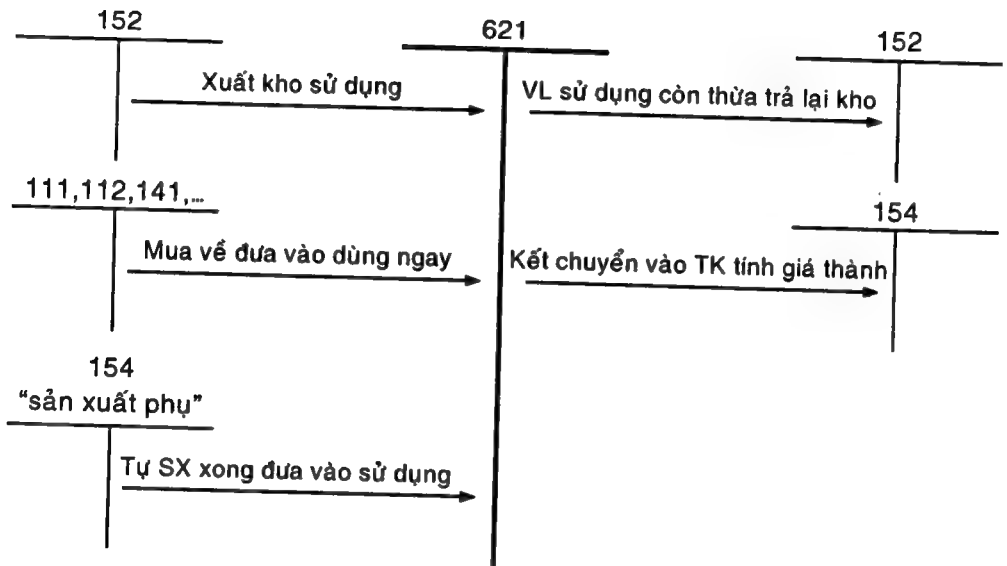 152
621
152
Xuất kho sử dụng
VL sử dụng còn thừa trả lại kho
111,112,141,...
154
Mua về đưa vào dùng ngay
Kết chuyển vào TK tính giá thành
154
“sản xuất phụ”
Tự SX xong đưa vào sử dụng